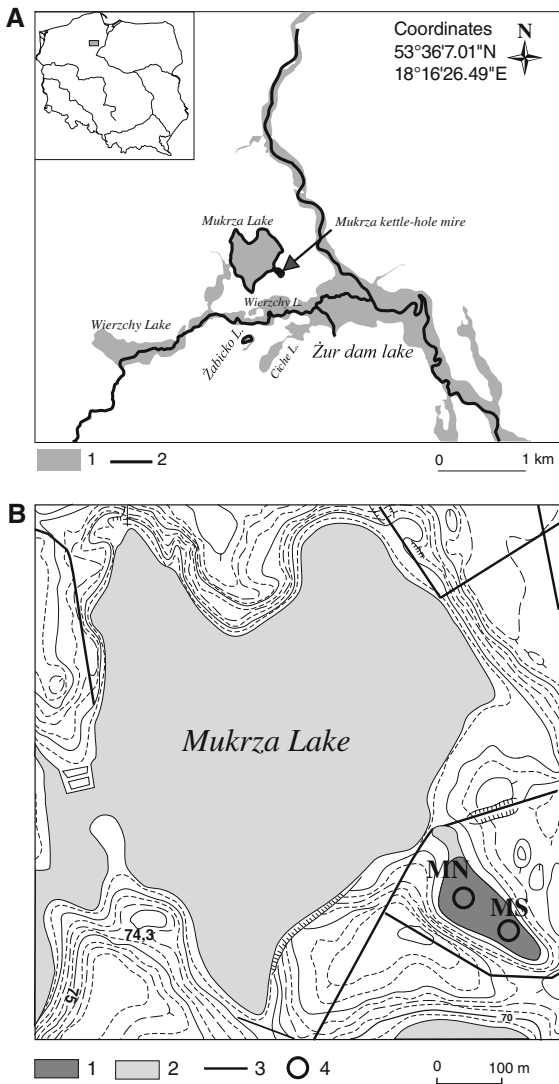 A
Coordinates
53°36'7.01"N
18°16'26.49"E
N
Mukrza Lake
Mukrza kettle-hole mire
Wierzchy L.
Wierzchy Lake
Żabicko L.
Ciche L.
Żur dam lake
1 2 0 1 km
B
Mukrza Lake
MN
MS
74,3
75
70
1 2 3 4 0 100 m